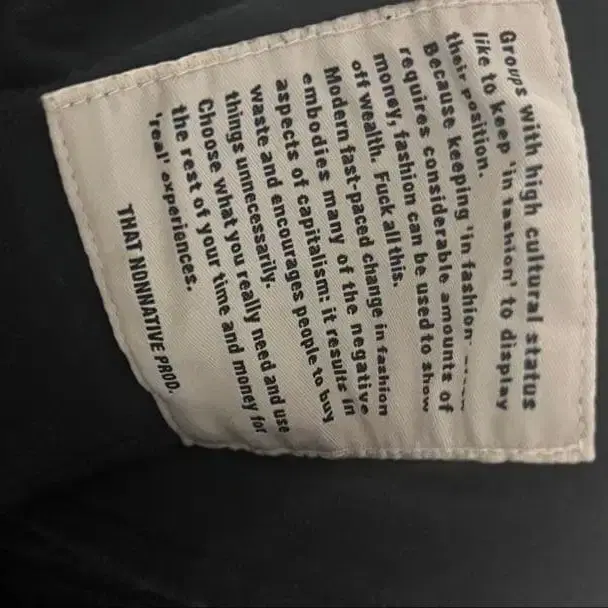 Groups with high cultural status
like to keep 'in fashion' to display
their position.
Because keeping 'in fashion
requires considerable amounts of
money, fashion can be used to show
off wealth. Fuck all this.
Modern fast-paced change in fashion
embodies many of the negative
aspects of capitalism: it results in
waste and encourages people to buy
things unnecessarily.
Choose what you really need and use
the rest of your time and money for
'real' experiences.
THAT NONNATIVE PROD.